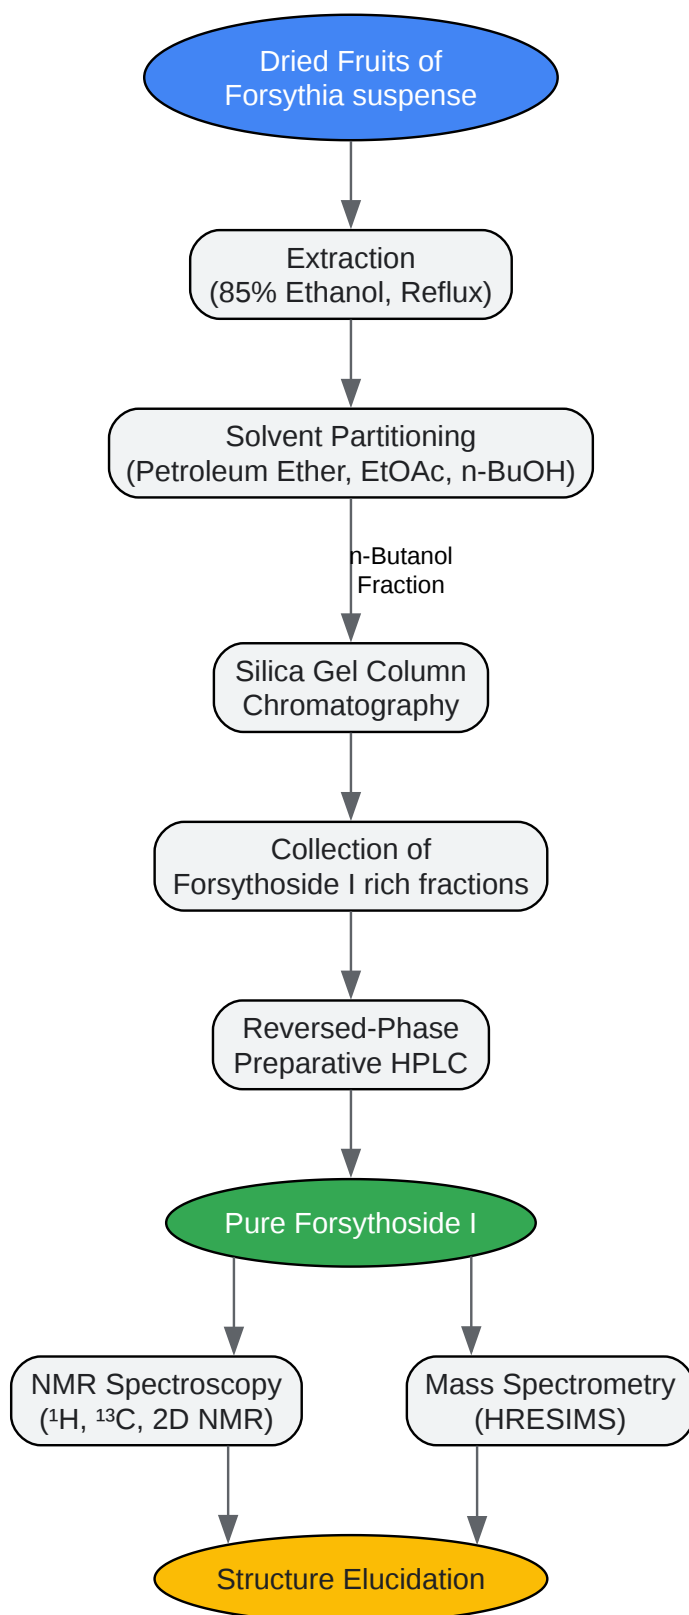 Dried Fruits of
Forsythia suspense
Extraction
(85% Ethanol, Reflux)
Solvent Partitioning
(Petroleum Ether, EtOAc, n-BuOH)
n-Butanol
Fraction
Silica Gel Column
Chromatography
Collection of
Forsythoside I rich fractions
Reversed-Phase
Preparative HPLC
Pure Forsythoside I
NMR Spectroscopy
(¹H, ¹³C, 2D NMR)
Mass Spectrometry
(HRESIMS)
Structure Elucidation